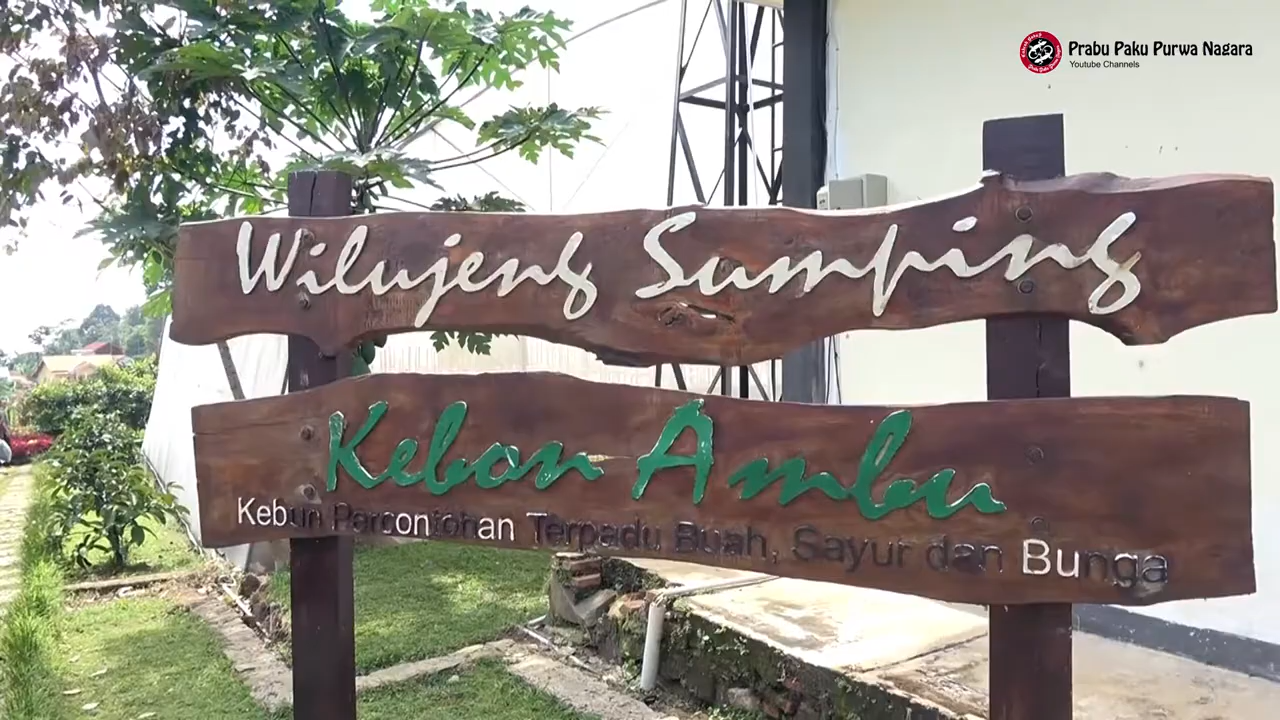 Prabu Paku Purwa Nagara
Youtube Channels
Wilujeng Sumping
Kebon Ambu
Kebun Percontohan Terpadu Buah, Sayur dan Bunga